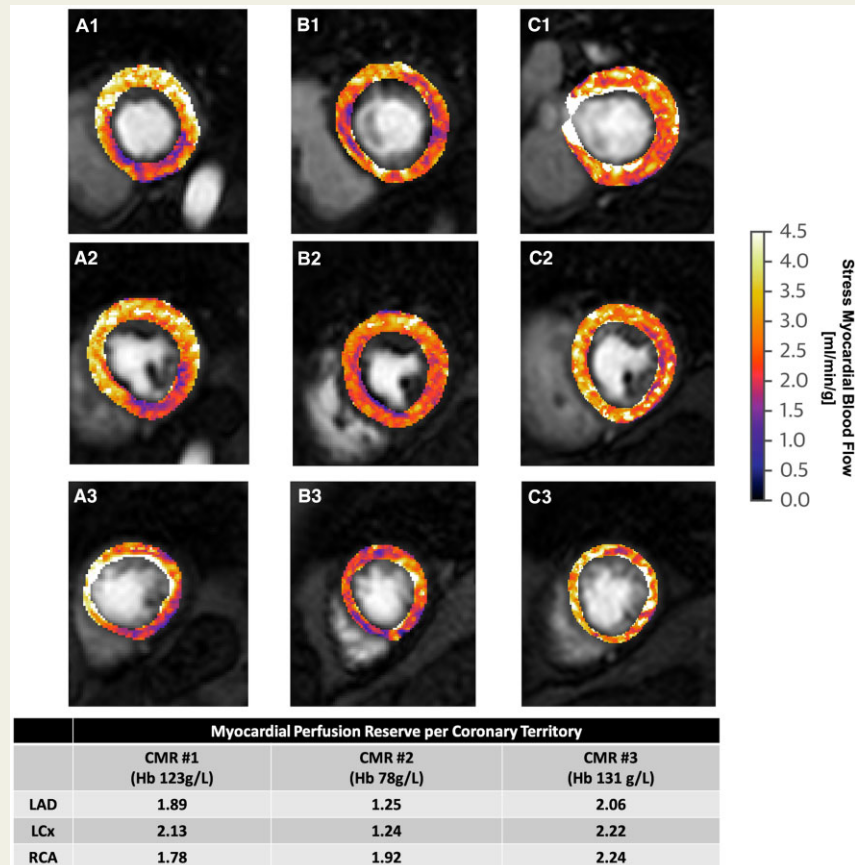 A1 B1 C1
A2 B2 C2
A3 B3 C3
4.5
4.0
3.5
3.0
2.5
2.0
1.5
1.0
0.5
0.0
Stress Myocardial Blood Flow
[ml/min/g]
Myocardial Perfusion Reserve per Coronary Territory
CMR #1 CMR #2 CMR #3
(Hb 123g/L) (Hb 78g/L) (Hb 131 g/L)
LAD 1.89 1.25 2.06
LCx 2.13 1.24 2.22
RCA 1.78 1.92 2.24